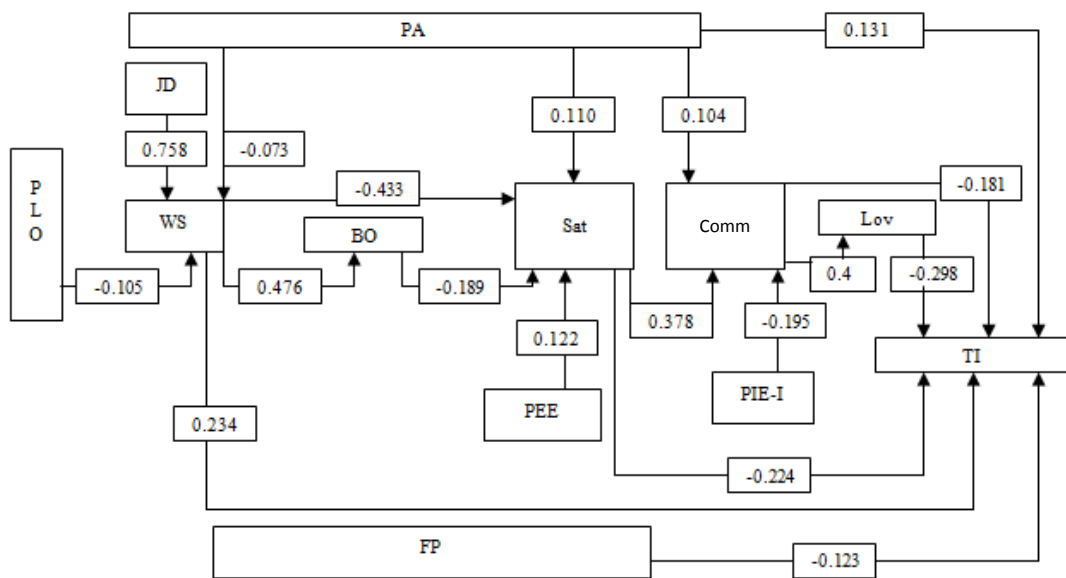 PA
0.131
JD
0.110
0.104
0.758
-0.073
P
L
O
-0.433
-0.181
WS
BO
Sat
Comm
Lov
-0.105
0.476
-0.189
0.4
-0.298
0.378
-0.195
0.122
TI
PEE
PIE-I
0.234
-0.224
FP
-0.123